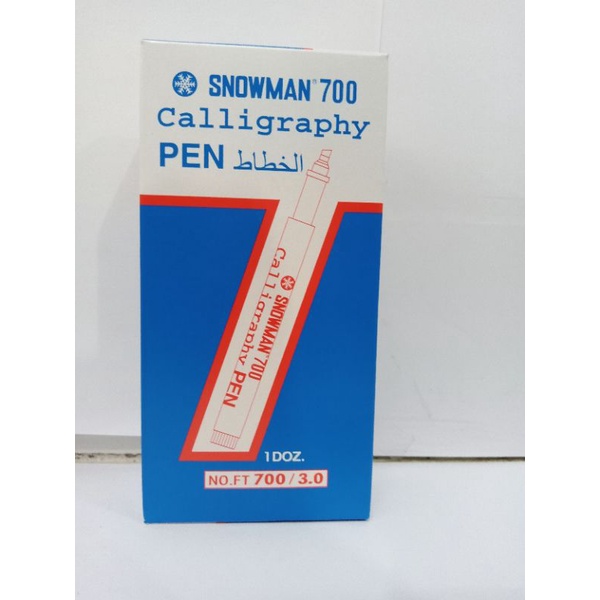 SNOWMAN® 700
Calligraphy
PEN الخطاط
SNOWMAN® 700
Calligraphy PEN
1 DOZ.
NO.FT 700 / 3.0